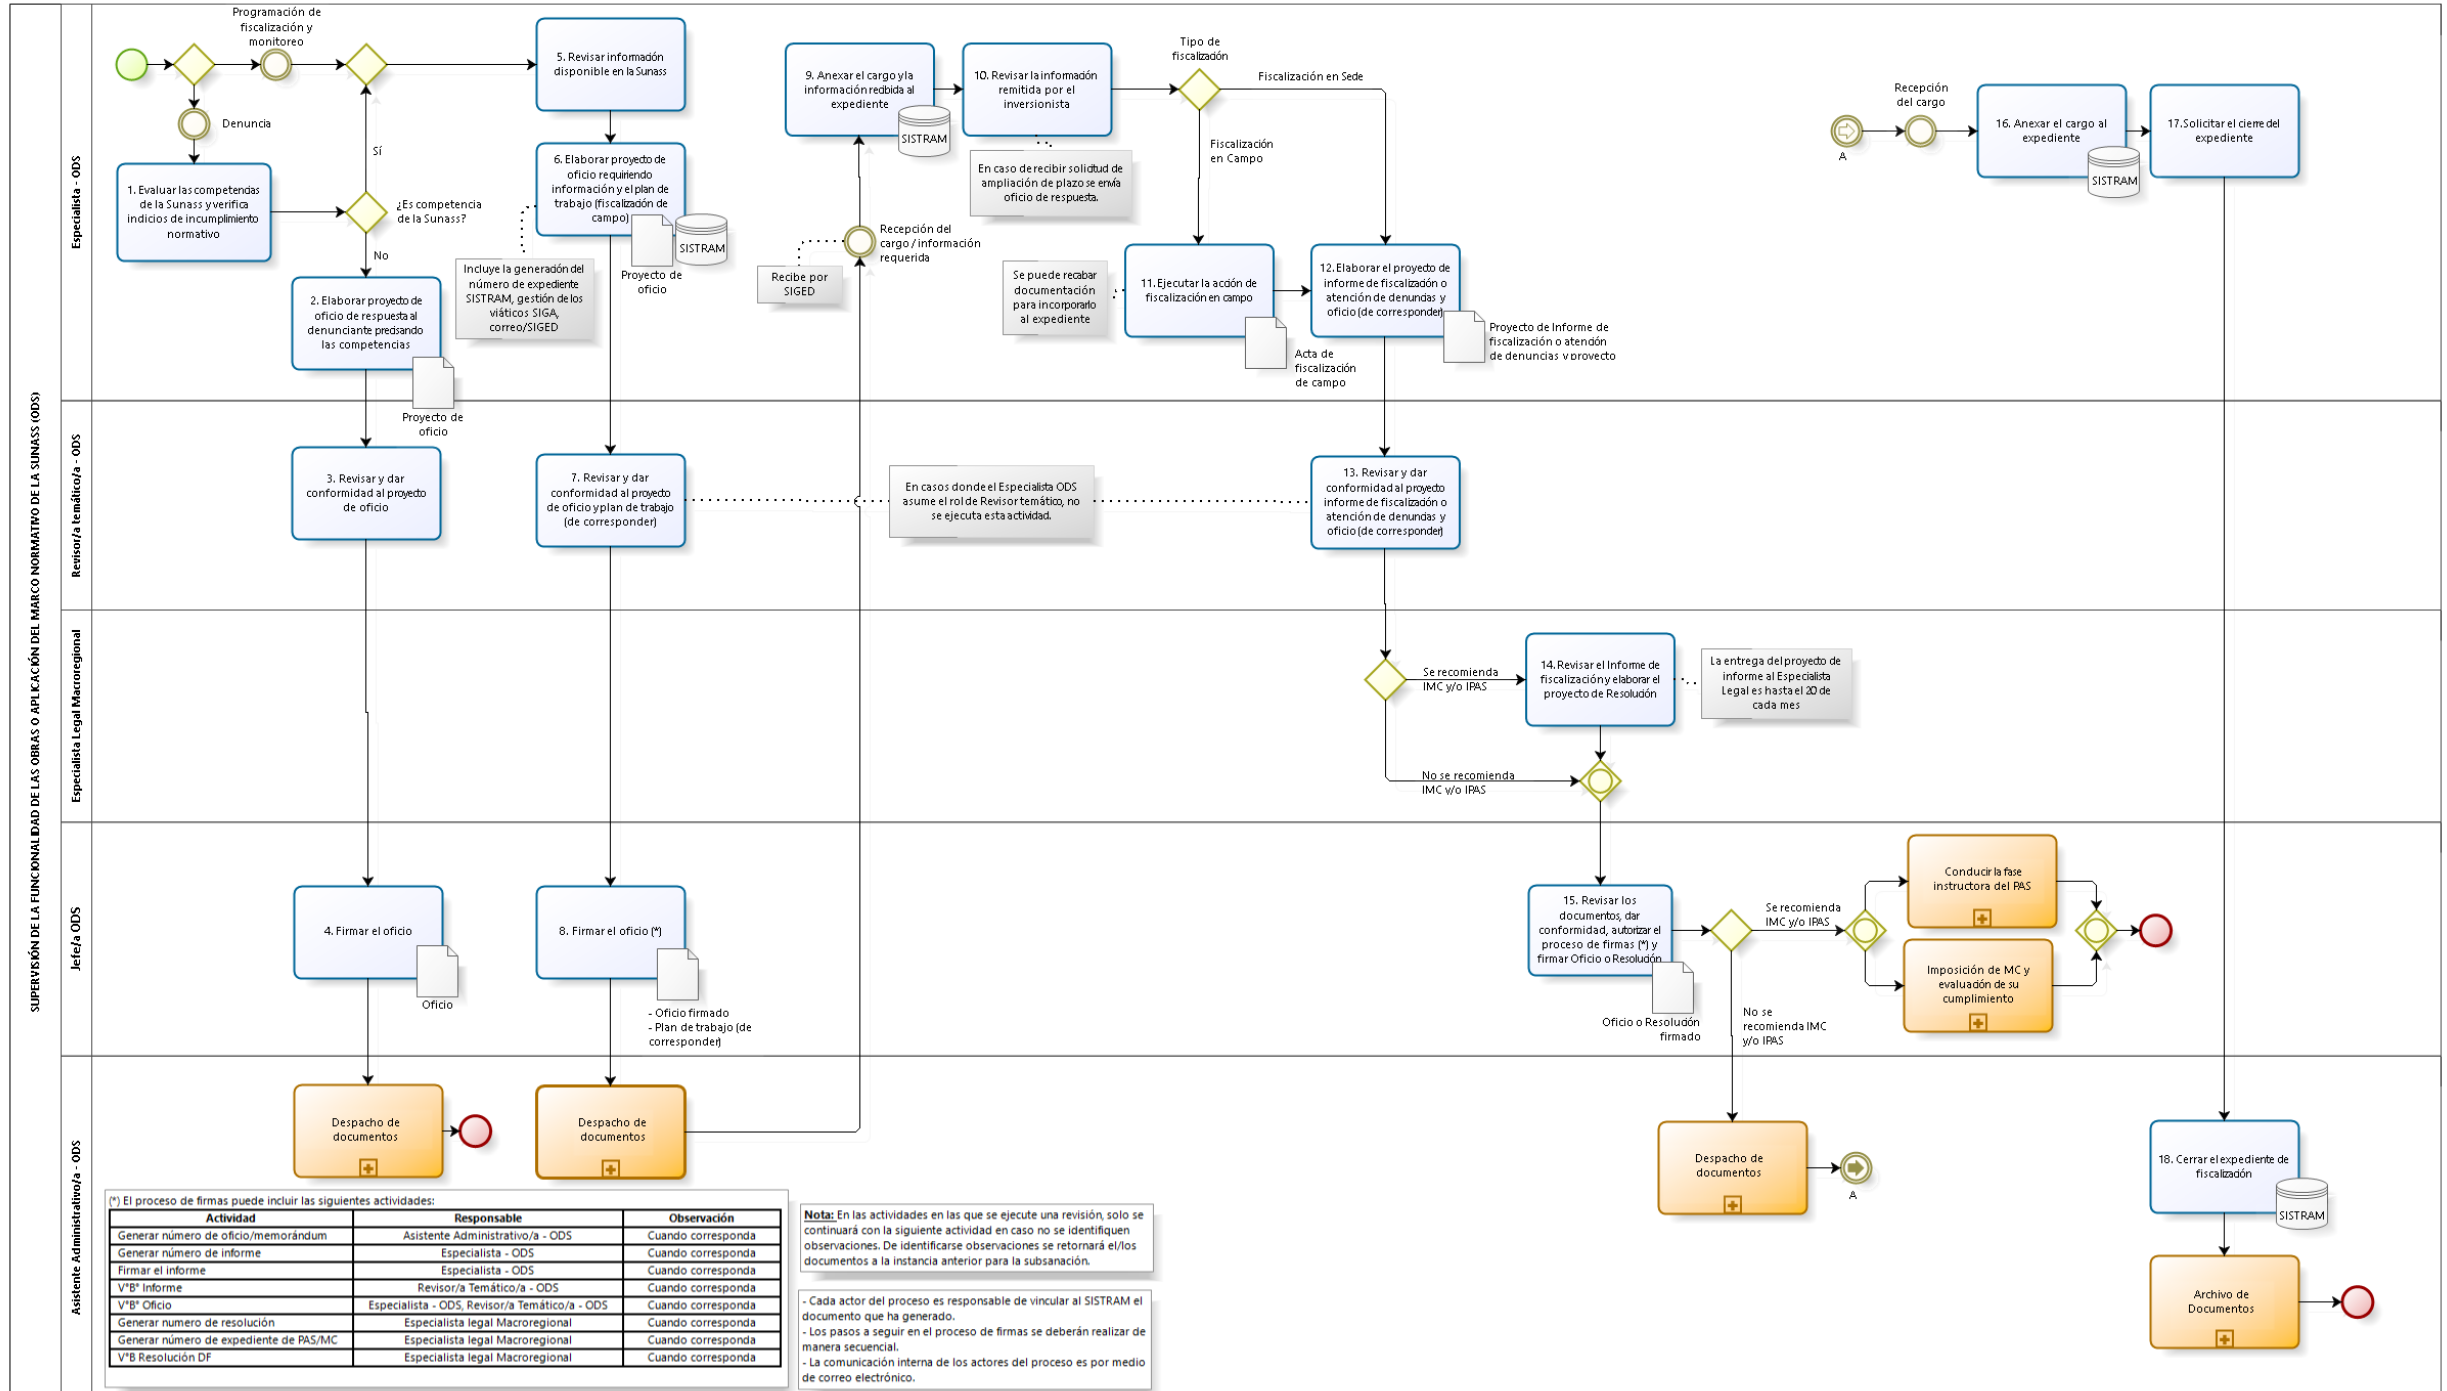 SUPERVISIÓN DE LA FUNCIONALIDAD DE LAS OBRAS O APLICACIÓN DEL MARCO NORMATIVO DE LA SUNASS (ODS)
Especialista - ODS
Programación de
fiscalización y
monitoreo
Denuncia
1. Evaluar las competencias
de la Sunass y verifica
indicios de incumplimiento
normativo
Sí
¿Es competencia
de la Sunass?
No
2. Elaborar proyecto de
oficio de respuesta al
denunciante precisando
las competencias
Proyecto de
oficio
5. Revisar información
disponible en la Sunass
6. Elaborar proyecto de
oficio requiriendo
información y el plan de
trabajo (fiscalización de
campo)
SISTRAM
Proyecto de
oficio
Incluye la generación del
número de expediente
SISTRAM, gestión de los
viáticos SIGA,
correo/SIGED
9. Anexar el cargo y la
información recibida al
expediente
SISTRAM
Recepción del
cargo / información
requerida
Recibe por
SIGED
10. Revisar la información
remitida por el
inversionista
En caso de recibir solicitud de
ampliación de plazo se envía
oficio de respuesta.
Tipo de
fiscalización
Fiscalización en Sede
Fiscalización
en Campo
Se puede recabar
documentación
para incorporarlo
al expediente
11. Ejecutar la acción de
fiscalización en campo
Acta de
fiscalización
de campo
12. Elaborar el proyecto de
informe de fiscalización o
atención de denuncias y
oficio (de corresponder)
Proyecto de Informe de
fiscalización o atención
de denuncias y proyecto
A
Recepción
del cargo
16. Anexar el cargo al
expediente
SISTRAM
17. Solicitar el cierre del
expediente
Revisor/a temático/a - ODS
3. Revisar y dar
conformidad al proyecto
de oficio
7. Revisar y dar
conformidad al proyecto
de oficio y plan de trabajo
(de corresponder)
En casos donde el Especialista ODS
asume el rol de Revisor temático, no
se ejecuta esta actividad.
13. Revisar y dar
conformidad al proyecto
informe de fiscalización o
atención de denuncias y
oficio (de corresponder)
Especialista Legal Macroregional
Se recomienda
IMC y/o IPAS
14. Revisar el Informe de
fiscalización y elaborar el
proyecto de Resolución
La entrega del proyecto de
informe al Especialista
Legal es hasta el 20 de
cada mes
No se recomienda
IMC y/o IPAS
Jefe/a ODS
4. Firmar el oficio
Oficio
8. Firmar el oficio (*)
- Oficio firmado
- Plan de trabajo (de
corresponder)
15. Revisar los
documentos, dar
conformidad, autorizar el
proceso de firmas (*) y
firmar Oficio o Resolución
Oficio o Resolución
firmado
Se recomienda
IMC y/o IPAS
No se
recomienda IMC
y/o IPAS
Conducir la fase
instructora del PAS
Imposición de MC y
evaluación de su
cumplimiento
Asistente Administrativo/a - ODS
Despacho de
documentos
Despacho de
documentos
Despacho de
documentos
A
18. Cerrar el expediente de
fiscalización
SISTRAM
Archivo de
Documentos
(*) El proceso de firmas puede incluir las siguientes actividades:
Actividad Responsable Observación
Generar número de oficio/memorándum Asistente Administrativo/a - ODS Cuando corresponda
Generar número de informe Especialista - ODS Cuando corresponda
Firmar el informe Especialista - ODS Cuando corresponda
V°B° Informe Revisor/a Temático/a - ODS Cuando corresponda
V°B° Oficio Especialista - ODS, Revisor/a Temático/a - ODS Cuando corresponda
Generar numero de resolución Especialista legal Macroregional Cuando corresponda
Generar número de expediente de PAS/MC Especialista legal Macroregional Cuando corresponda
V°B Resolución DF Especialista legal Macroregional Cuando corresponda
Nota: En las actividades en las que se ejecute una revisión, solo se
continuará con la siguiente actividad en caso no se identifiquen
observaciones. De identificarse observaciones se retornará el/los
documentos a la instancia anterior para la subsanación.
- Cada actor del proceso es responsable de vincular al SISTRAM el
documento que ha generado.
- Los pasos a seguir en el proceso de firmas se deberán realizar de
manera secuencial.
- La comunicación interna de los actores del proceso es por medio
de correo electrónico.